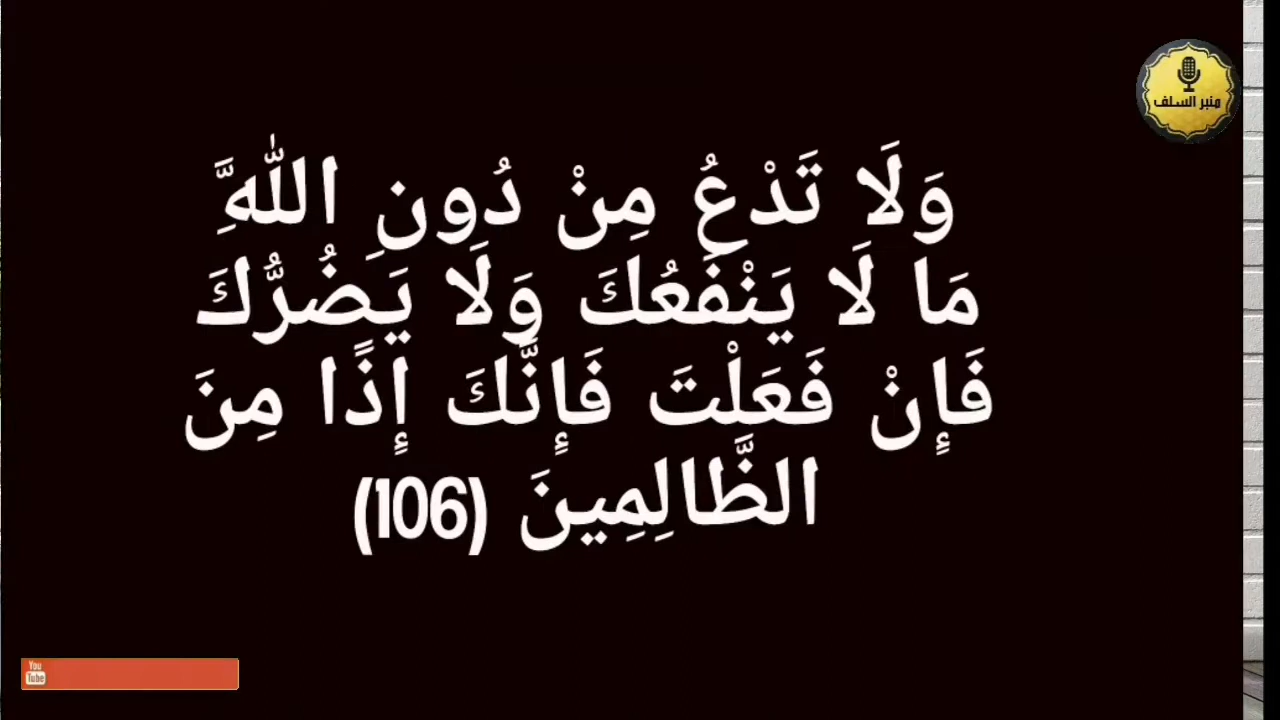 منبر السلف
وَلَا تَدْعُ مِنْ دُونِ اللَّهِ
مَا لَا يَنْفَعُكَ وَلَا يَضُرُّكَ
فَإِنْ فَعَلْتَ فَإِنَّكَ إِذًا مِنَ
الظَّالِمِينَ (106)
You
Tube